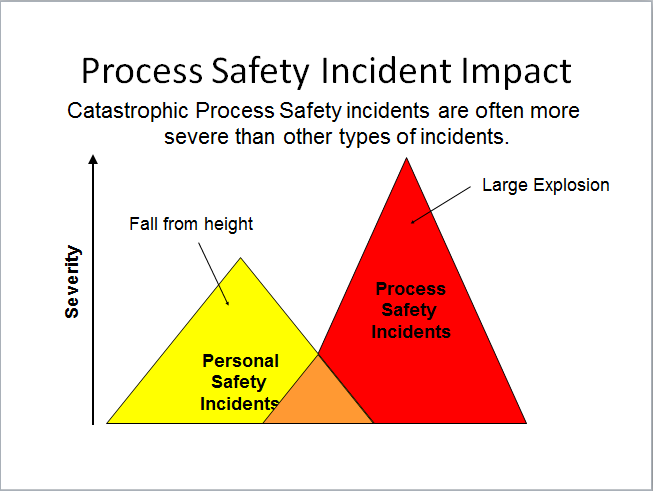 Process Safety Incident Impact
Catastrophic Process Safety incidents are often more
severe than other types of incidents.
Large Explosion
Fall from height
Severity
Process
Safety
Incidents
Personal
Safety
Incidents